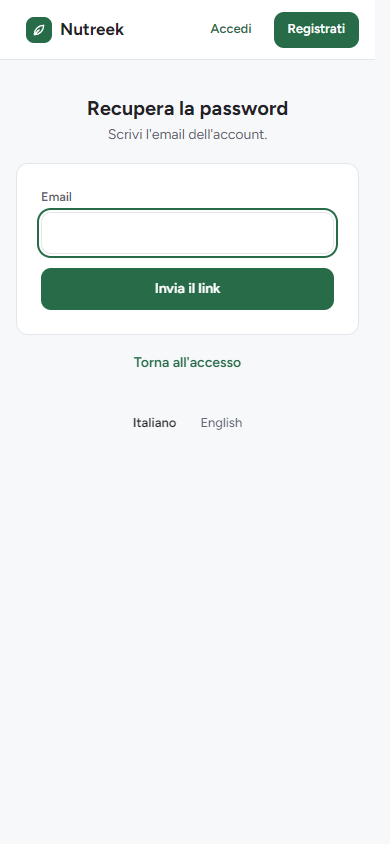 Nutreek
Accedi
Registrati
Recupera la password
Scrivi l'email dell'account.
Email
Invia il link
Torna all'accesso
Italiano English